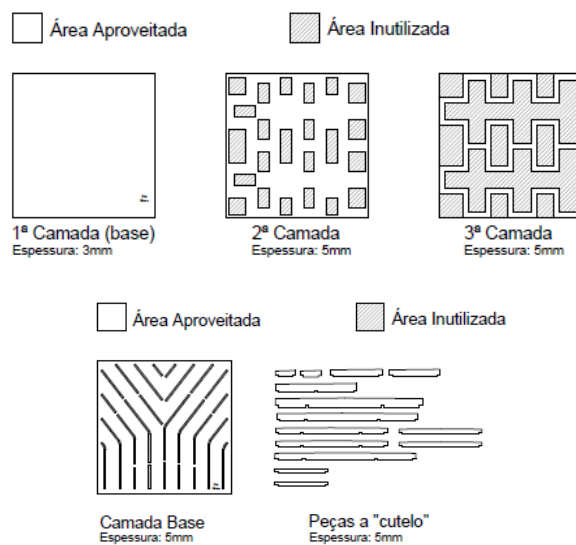 Área Aproveitada
Área Inutilizada
1ª Camada (base)
Espessura: 3mm
2ª Camada
Espessura: 5mm
3ª Camada
Espessura: 5mm
Área Aproveitada
Área Inutilizada
Camada Base
Espessura: 5mm
Peças a "cutelo"
Espessura: 5mm